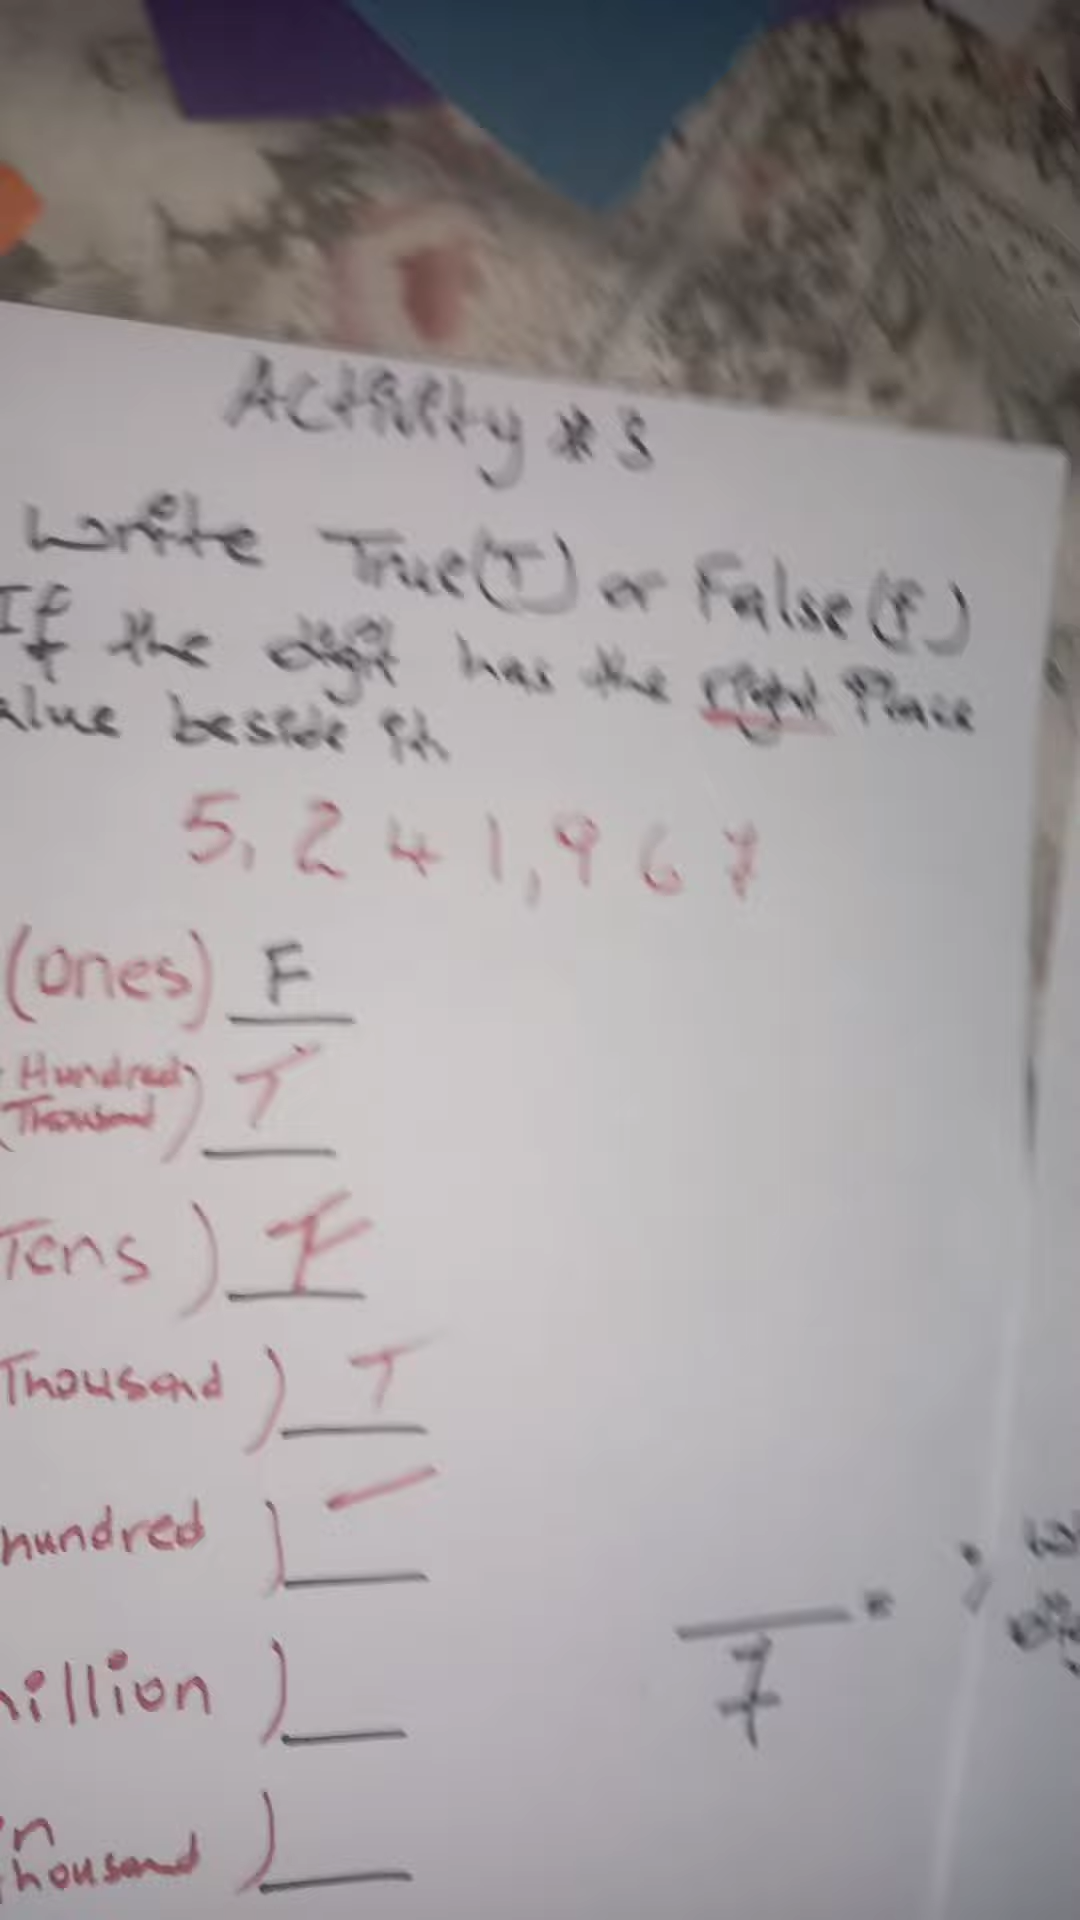 Activity # 3
Write True(T) or False(F)
If the digit has the right Place
alue beside it
5,241,967
(ones) F
Hundred
(Thousand) T
Tens) F
Thousand) T
hundred)
illion)
n
housand)
7